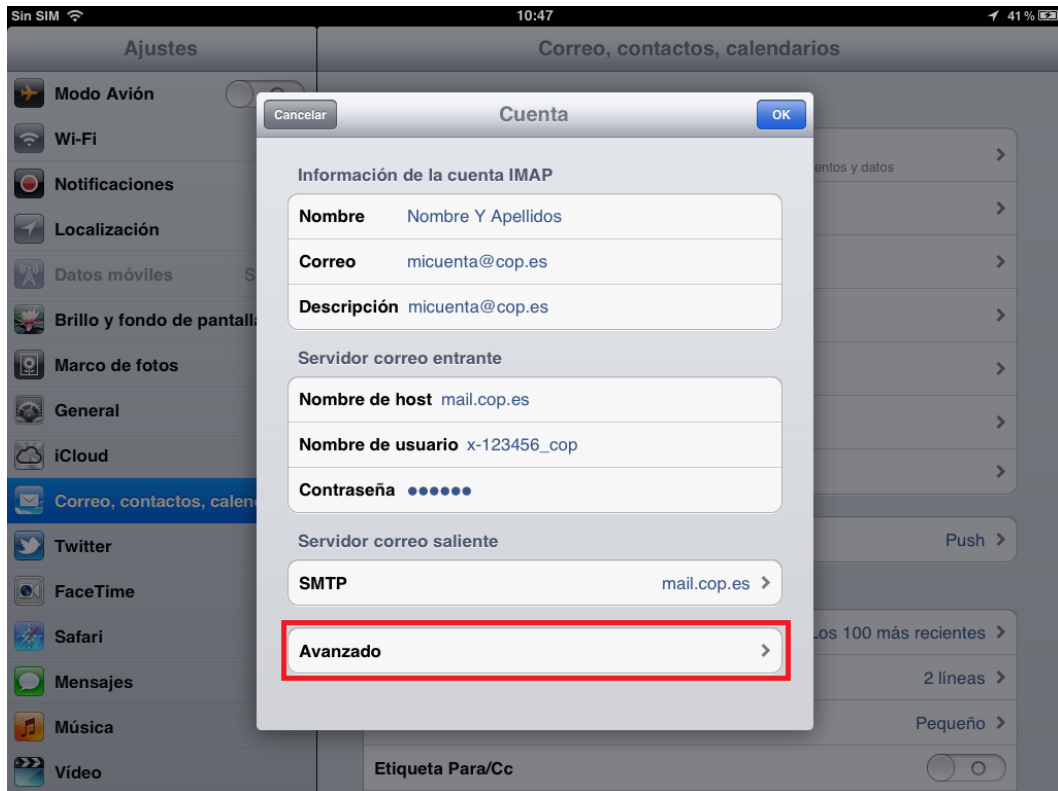 Sin SIM 10:47 41 %
Ajustes
Correo, contactos, calendarios
Modo Avión
Wi-Fi
Notificaciones
Localización
Datos móviles S
Brillo y fondo de pantalla
Marco de fotos
General
iCloud
Correo, contactos, calen
Twitter
FaceTime
Safari
Mensajes
Música
Vídeo
Cancelar Cuenta OK
Información de la cuenta IMAP
Nombre Nombre Y Apellidos
Correo micuenta@cop.es
Descripción micuenta@cop.es
Servidor correo entrante
Nombre de host mail.cop.es
Nombre de usuario x-123456_cop
Contraseña ●●●●●●
Servidor correo saliente
SMTP mail.cop.es
Avanzado
entos y datos
Push
Los 100 más recientes
2 líneas
Pequeño
Etiqueta Para/Cc